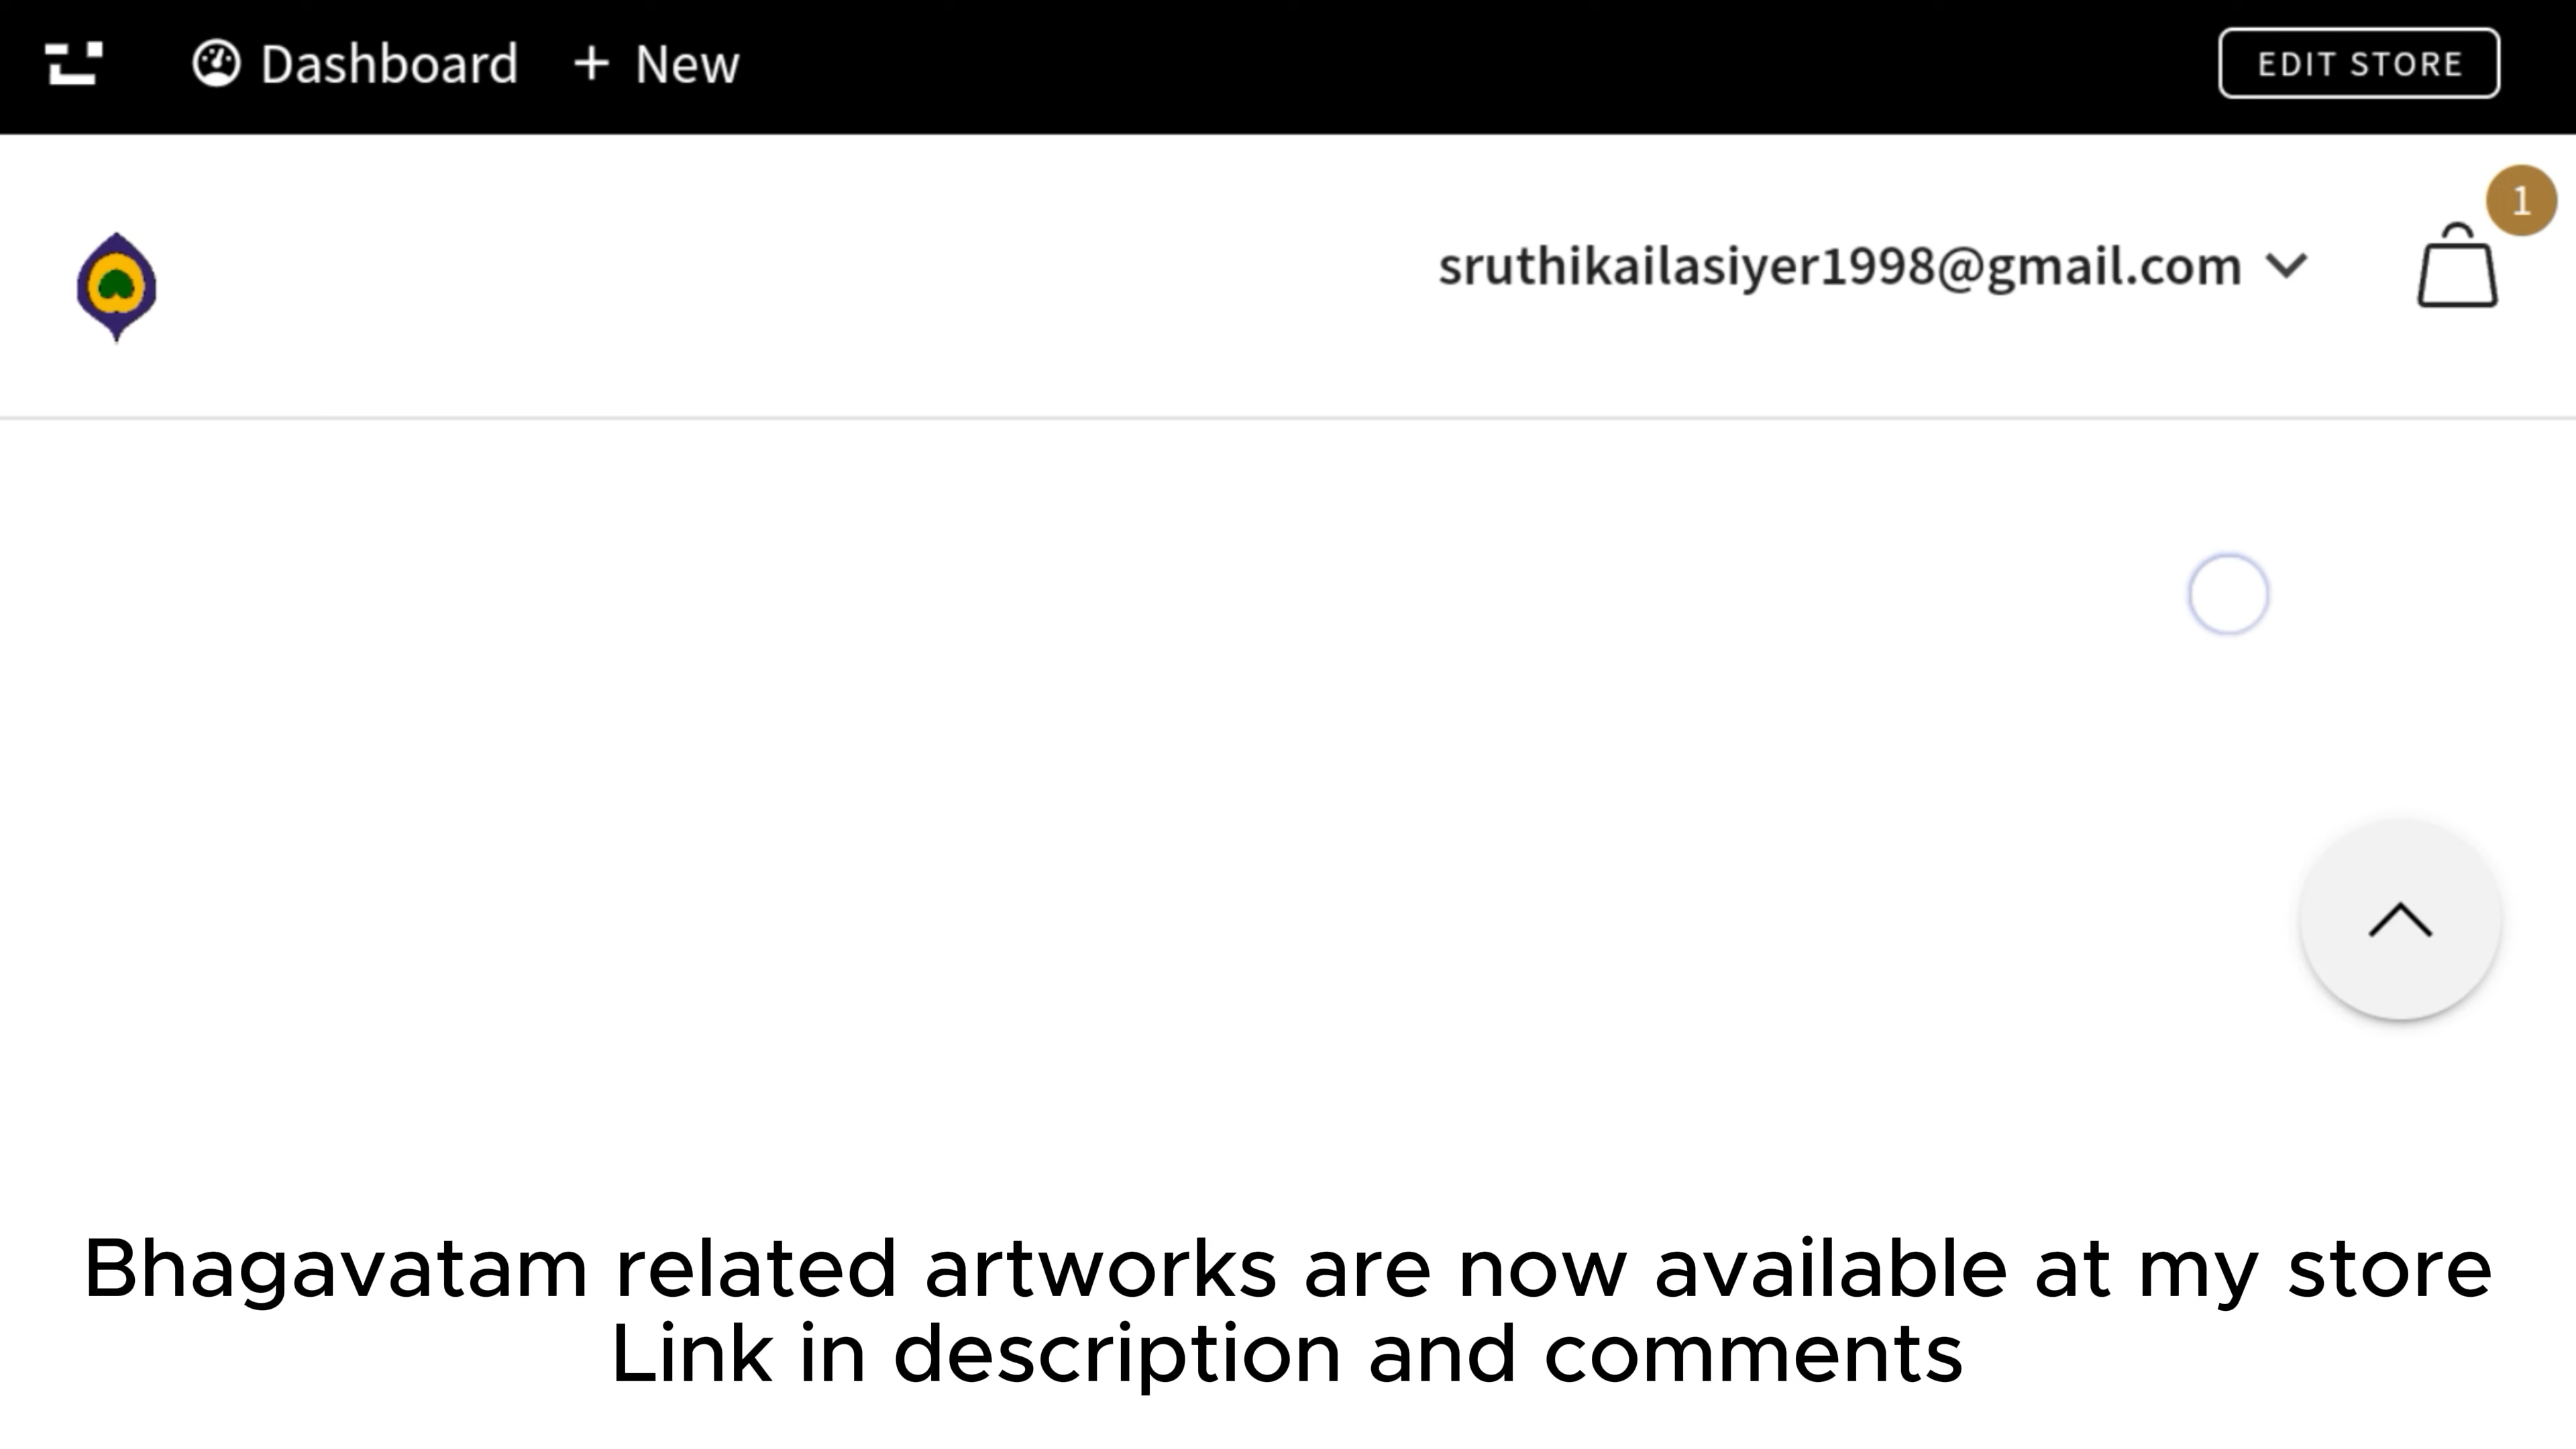 Dashboard + New EDIT STORE
1
sruthikailasiyer1998@gmail.com
Bhagavatam related artworks are now available at my store
Link in description and comments